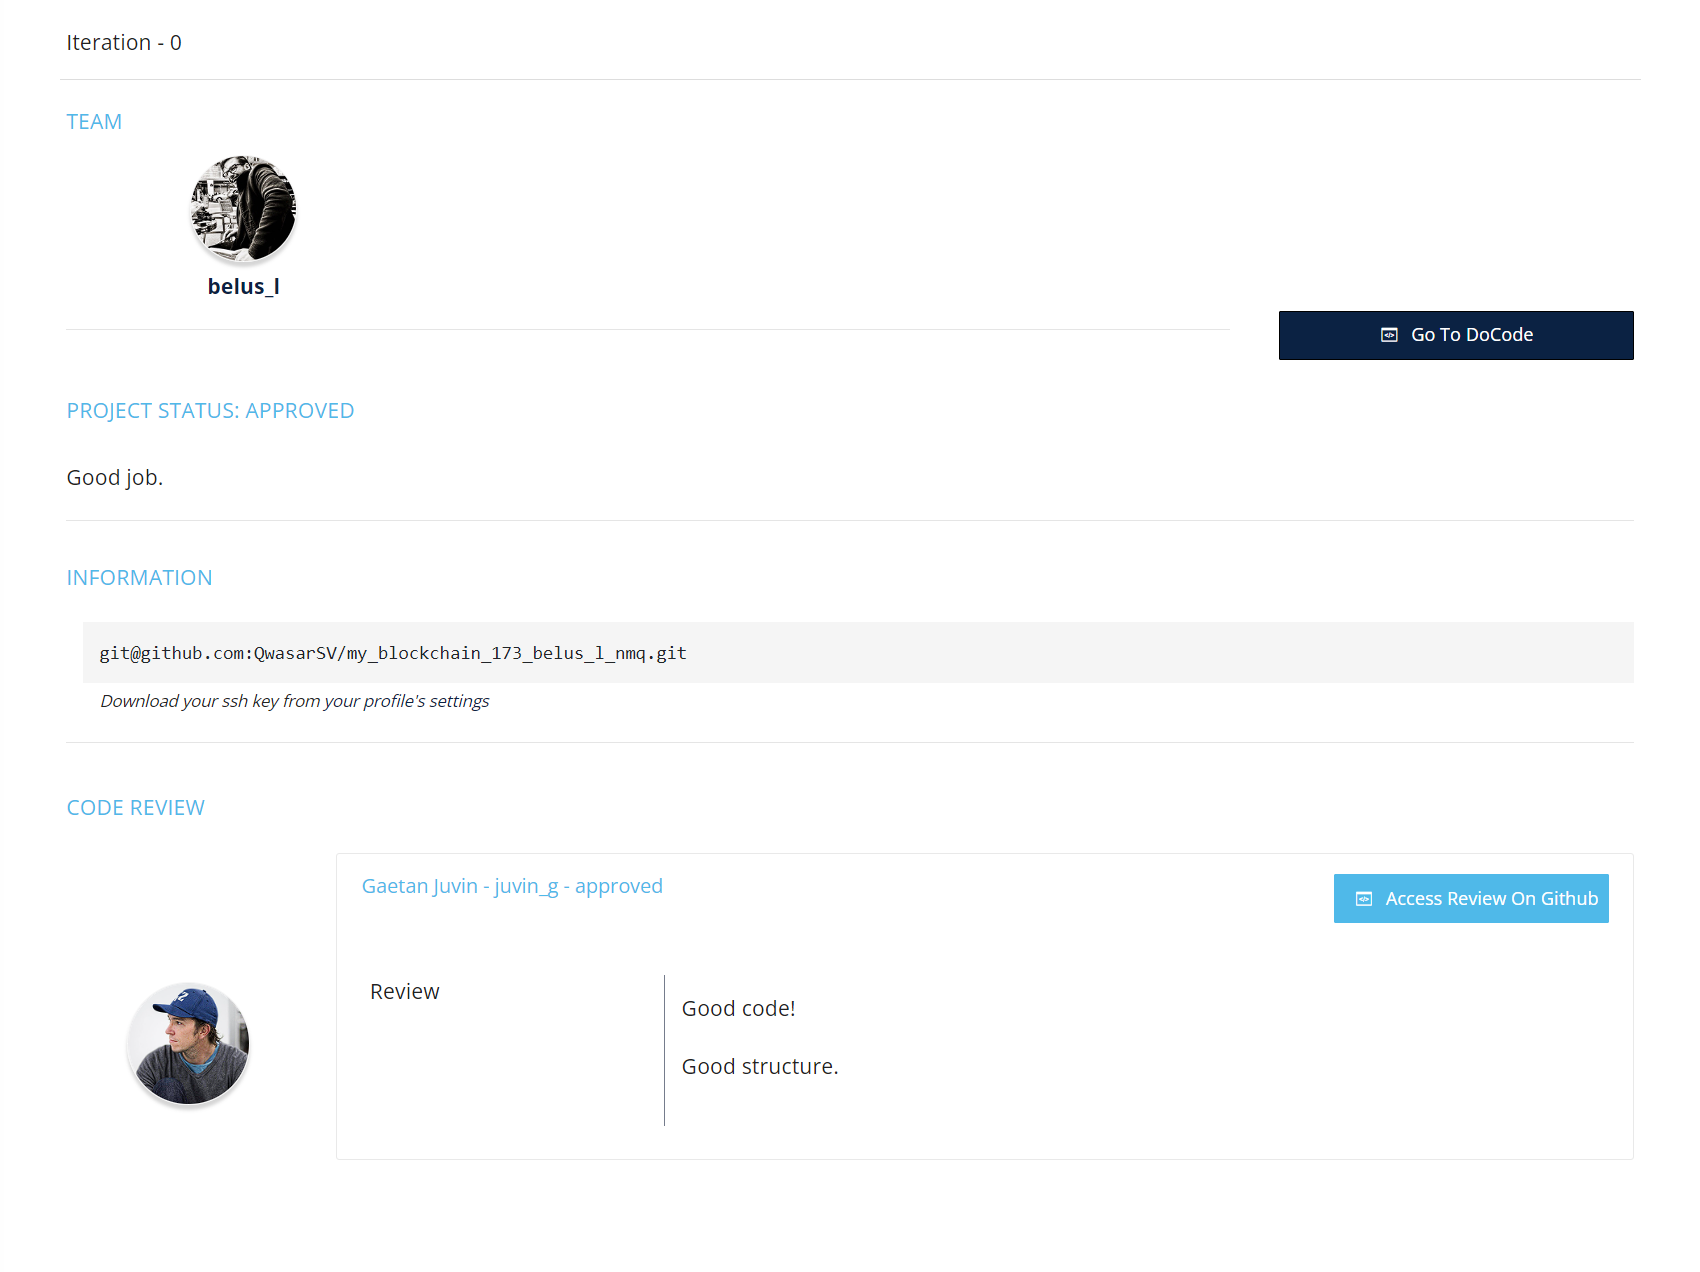 Iteration - 0
TEAM
belus_l
Go To DoCode
PROJECT STATUS: APPROVED
Good job.
INFORMATION
git@github.com:QwasarSV/my_blockchain_173_belus_l_nmq.git
Download your ssh key from your profile's settings
CODE REVIEW
Gaetan Juvin - juvin_g - approved
Access Review On Github
Review
Good code!
Good structure.